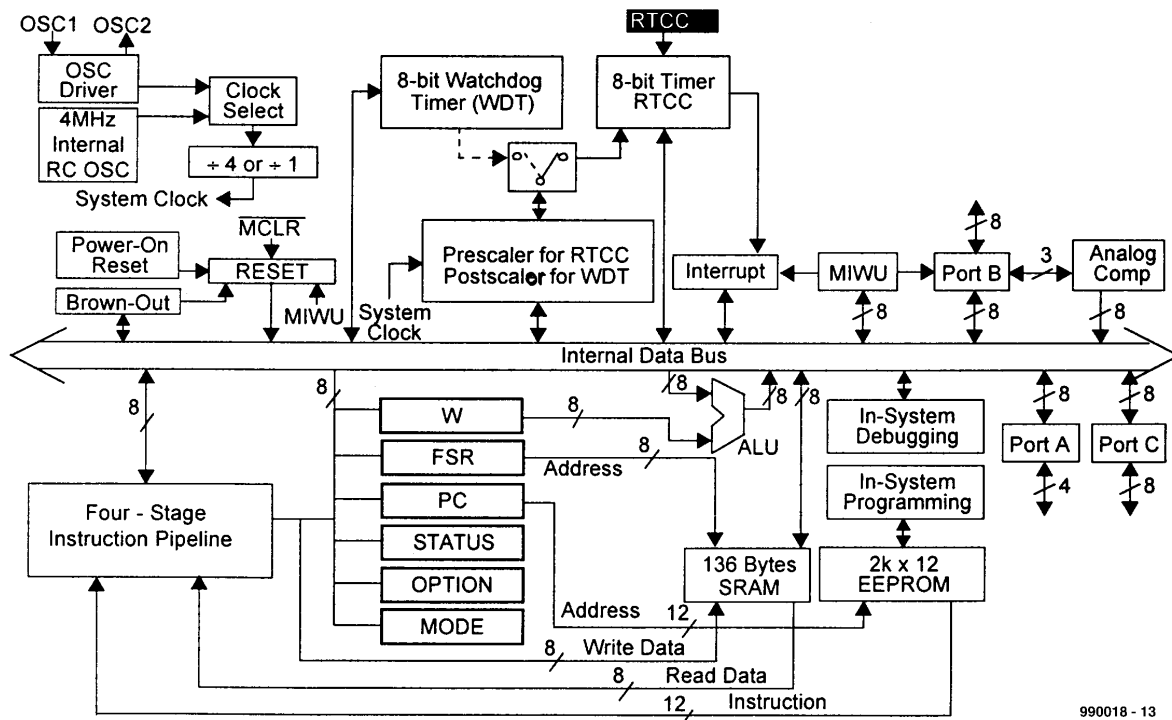 OSC1 OSC2
RTCC
OSC
Driver
4MHz
Internal
RC OSC
Clock
Select
÷ 4 or ÷ 1
System Clock
8-bit Watchdog
Timer (WDT)
8-bit Timer
RTCC
MCLR
Power-On
Reset
RESET
Brown-Out
MIWU
System
Clock
Prescaler for RTCC
Postscaler for WDT
Interrupt
MIWU
8
Port B
8
8
3
Analog
Comp
8
Internal Data Bus
8
8
W
8
FSR
Address
8
PC
STATUS
OPTION
MODE
8
8
8
ALU
In-System
Debugging
In-System
Programming
8
Port A
4
8
Port C
8
Four - Stage
Instruction Pipeline
136 Bytes
SRAM
2k x 12
EEPROM
Address
12
8
Write Data
8
Read Data
12
Instruction
990018 - 13